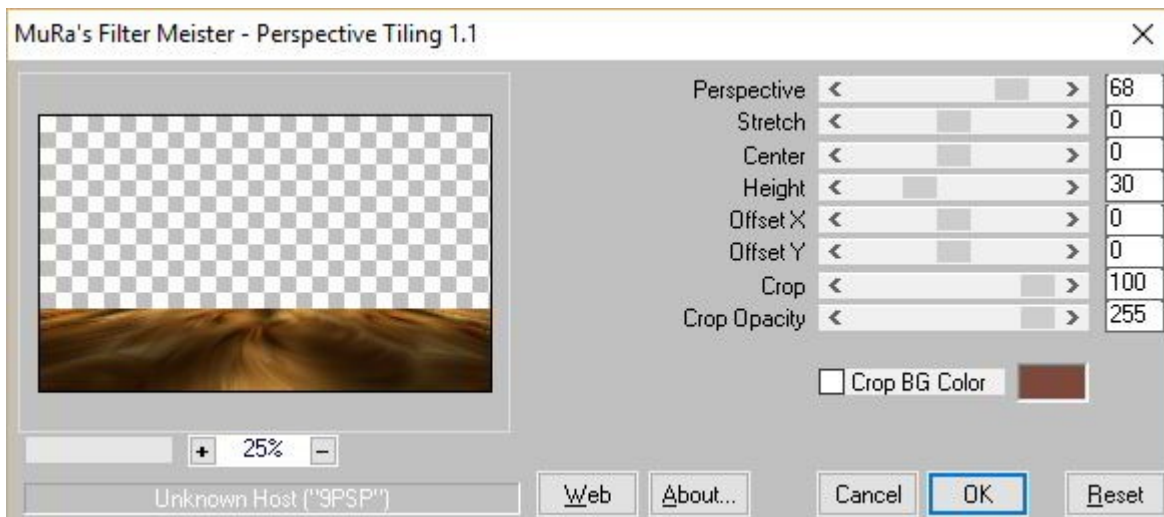 MuRa's Filter Meister - Perspective Tiling 1.1
Perspective 68
Stretch 0
Center 0
Height 30
Offset X 0
Offset Y 0
Crop 100
Crop Opacity 255
Crop BG Color
+ 25% −
Unknown Host ("9PSP")
Web About... Cancel OK Reset